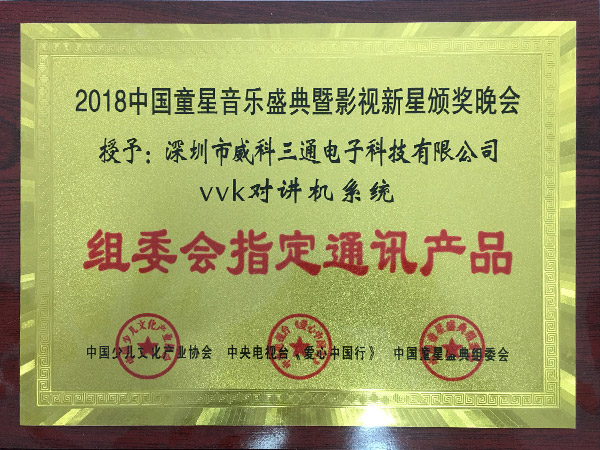 2018中国童星音乐盛典暨影视新星颁奖晚会
授予：深圳市威科三通电子科技有限公司
vvk对讲机系统
组委会指定通讯产品
中国少儿文化产业协会 中央电视台《爱心中国行》 中国童星盛典组委会